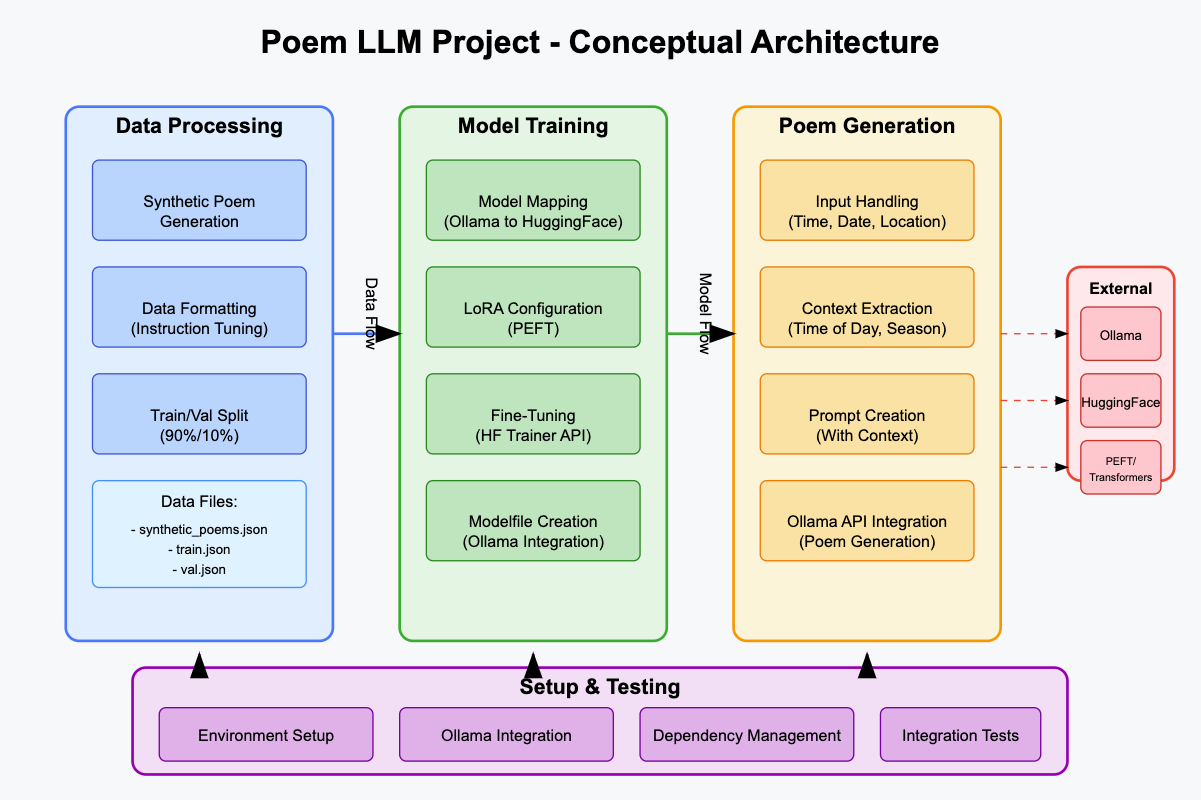 Poem LLM Project - Conceptual Architecture
Data Processing
Synthetic Poem
Generation
Data Formatting
(Instruction Tuning)
Train/Val Split
(90%/10%)
Data Files:
- synthetic_poems.json
- train.json
- val.json
Data Flow
Model Training
Model Mapping
(Ollama to HuggingFace)
LoRA Configuration
(PEFT)
Fine-Tuning
(HF Trainer API)
Modelfile Creation
(Ollama Integration)
Model Flow
Poem Generation
Input Handling
(Time, Date, Location)
Context Extraction
(Time of Day, Season)
Prompt Creation
(With Context)
Ollama API Integration
(Poem Generation)
External
Ollama
HuggingFace
PEFT/
Transformers
Setup & Testing
Environment Setup
Ollama Integration
Dependency Management
Integration Tests